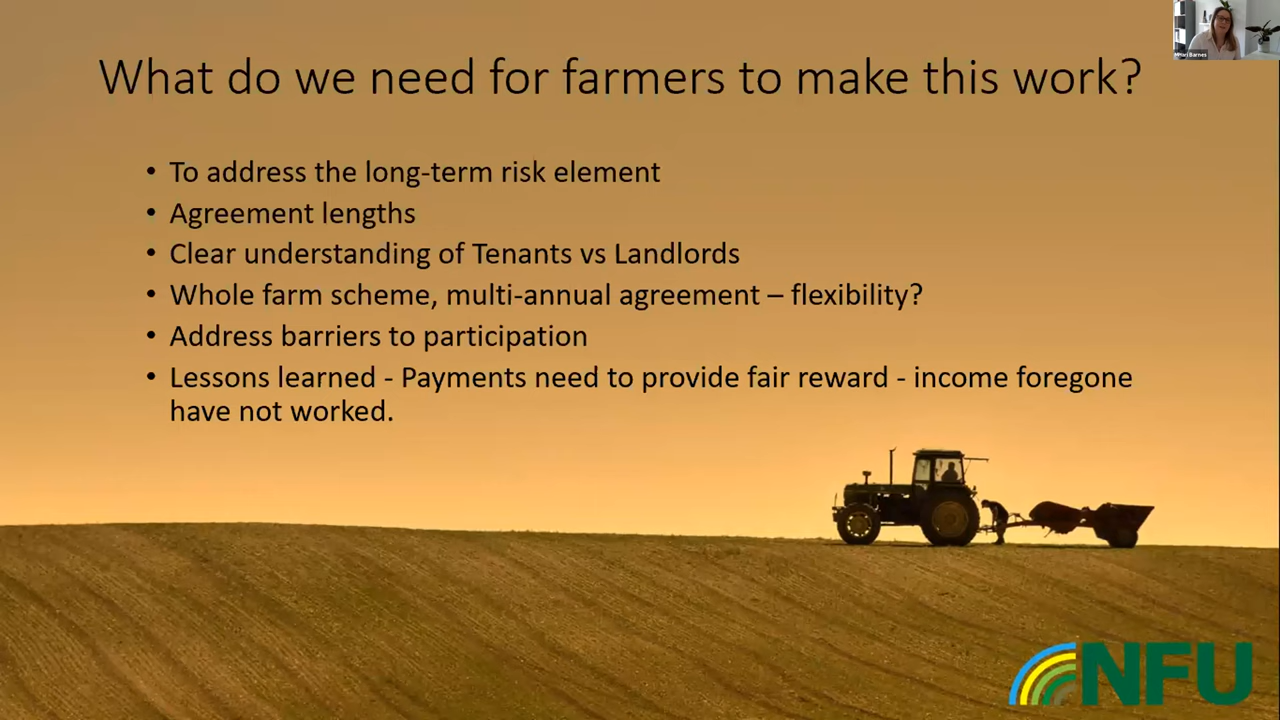 What do we need for farmers to make this work?
• To address the long-term risk element
• Agreement lengths
• Clear understanding of Tenants vs Landlords
• Whole farm scheme, multi-annual agreement – flexibility?
• Address barriers to participation
• Lessons learned - Payments need to provide fair reward - income foregone
have not worked.
NFU
Barnes